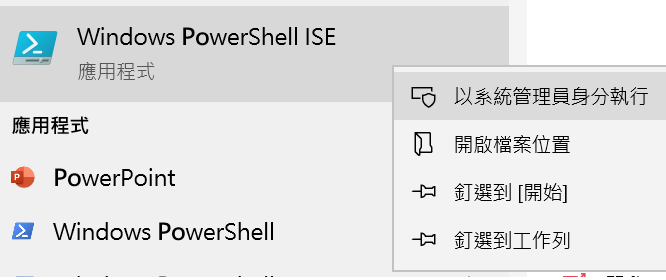 Windows PowerShell ISE
應用程式
以系統管理員身分執行
應用程式
開啟檔案位置
PowerPoint
釘選到 [開始]
Windows PowerShell
釘選到工作列